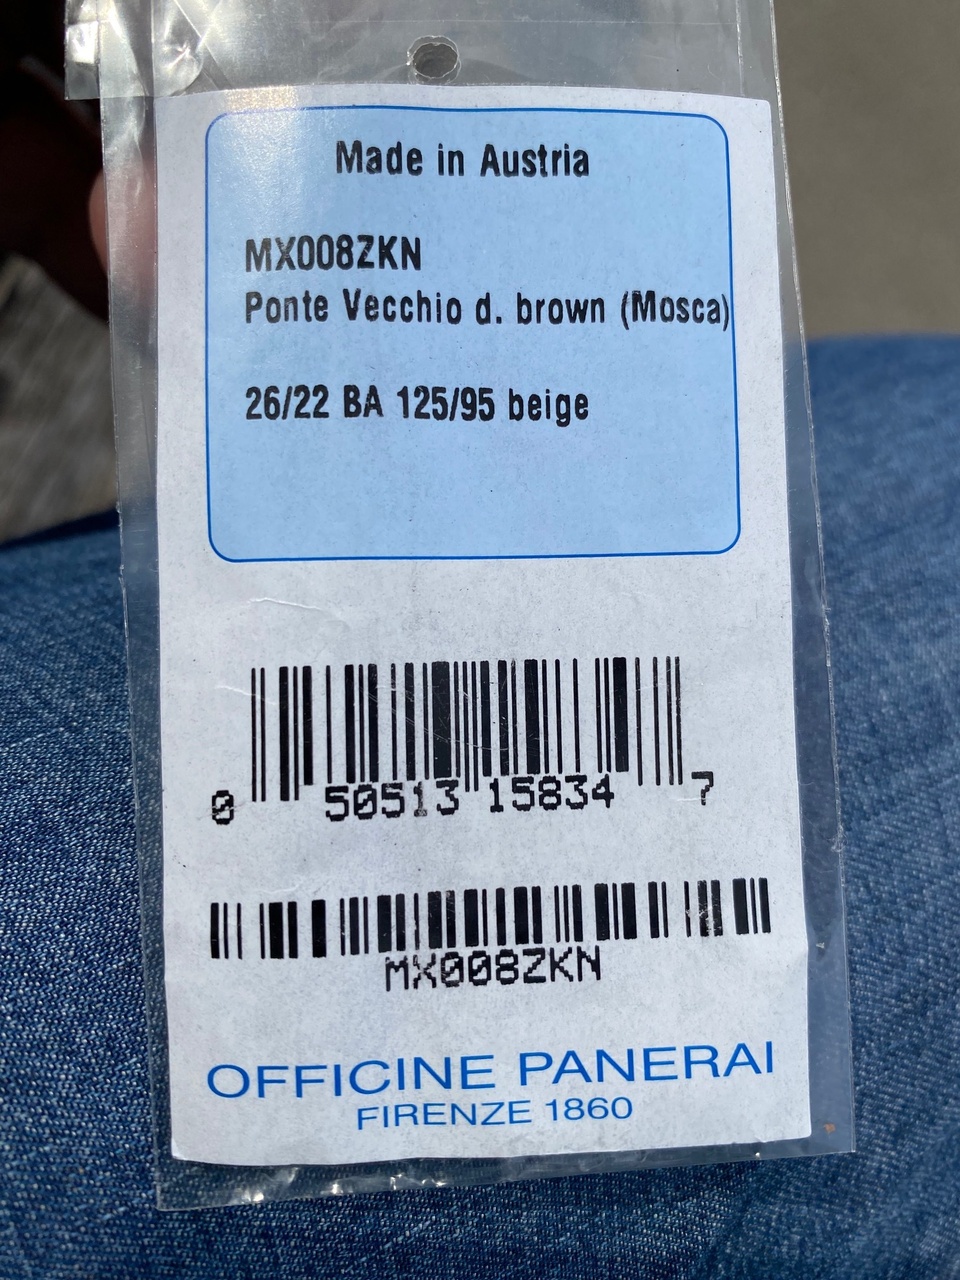 Made in Austria
MX008ZKN
Ponte Vecchio d. brown (Mosca)
26/22 BA 125/95 beige
0 50513 15834 7
MX008ZKN
OFFICINE PANERAI
FIRENZE 1860